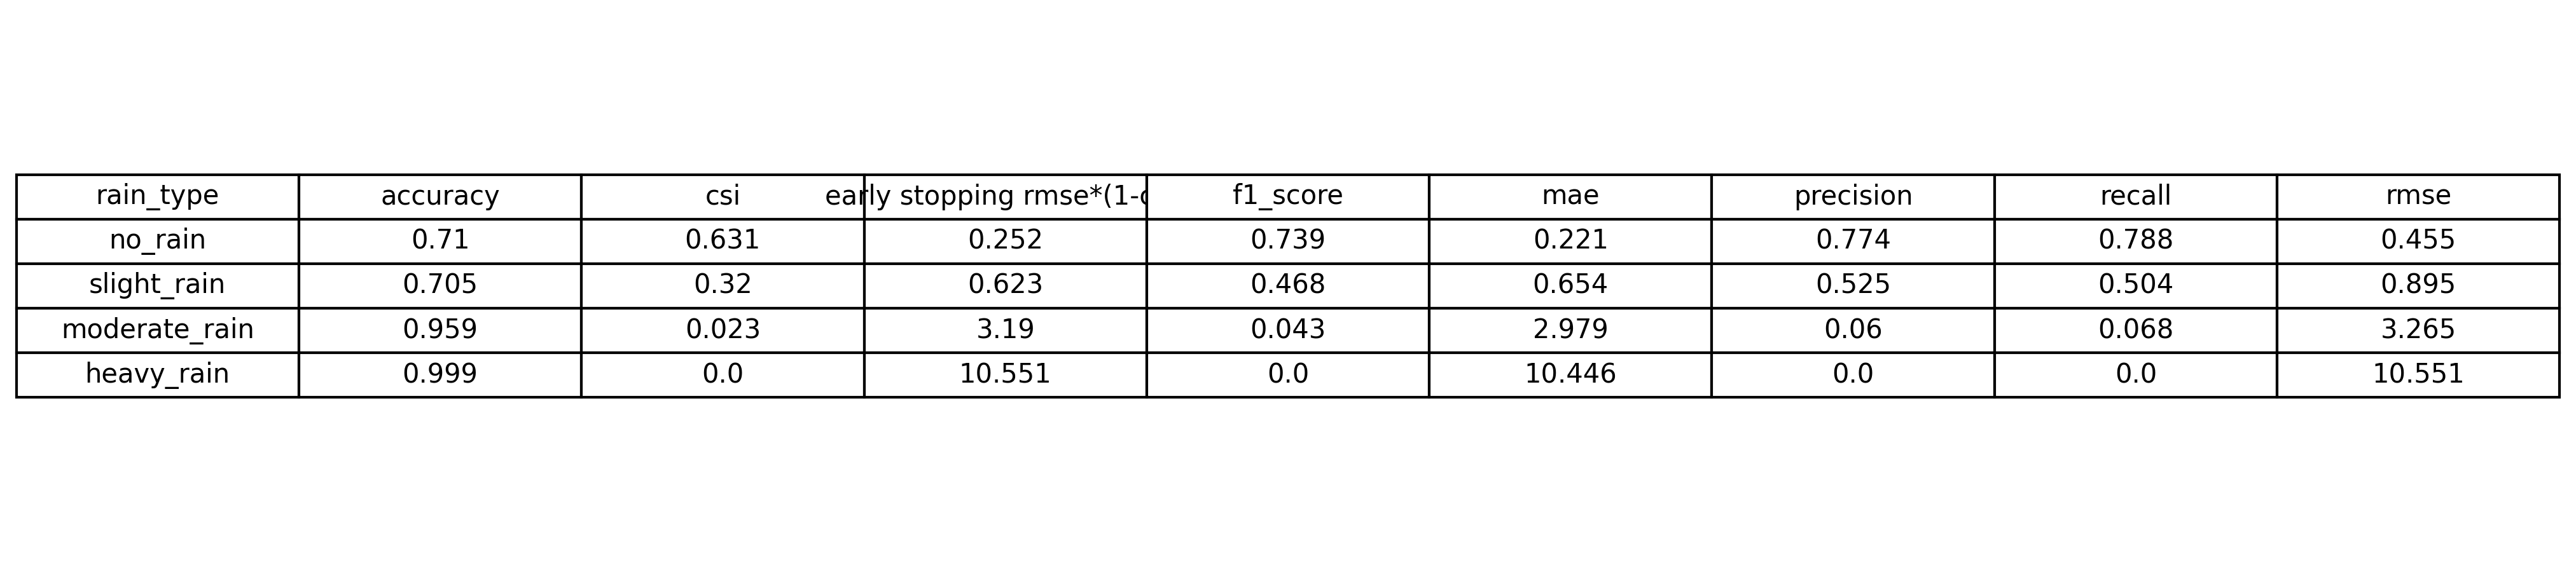 rain_type accuracy csi early stopping rmse*(1-c f1_score mae precision recall rmse
no_rain 0.71 0.631 0.252 0.739 0.221 0.774 0.788 0.455
slight_rain 0.705 0.32 0.623 0.468 0.654 0.525 0.504 0.895
moderate_rain 0.959 0.023 3.19 0.043 2.979 0.06 0.068 3.265
heavy_rain 0.999 0.0 10.551 0.0 10.446 0.0 0.0 10.551